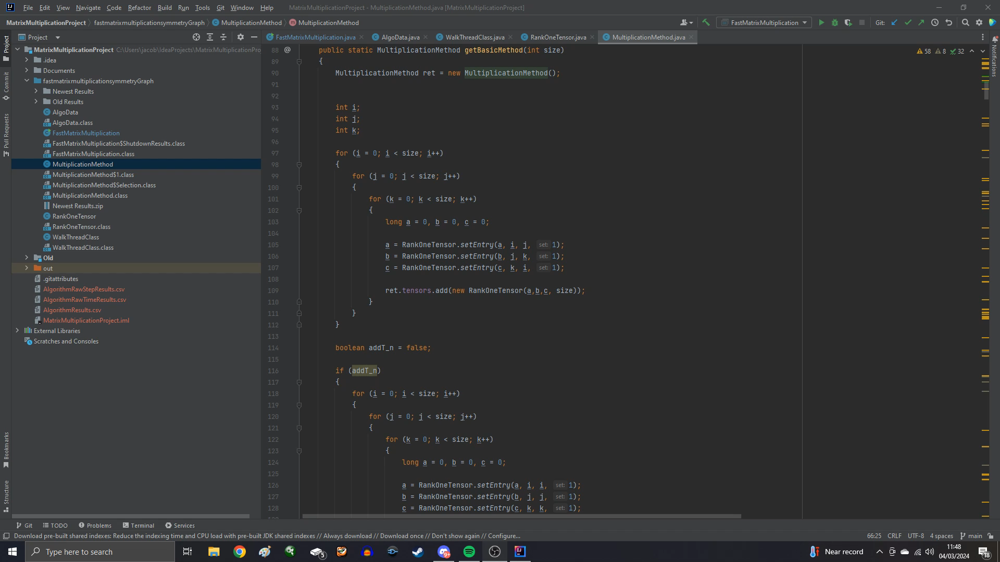 File Edit View Navigate Code Refactor Build Run Tools Git Window Help MatrixMultiplicationProject - MultiplicationMethod.java [MatrixMultiplicationProject]
MatrixMultiplicationProject fastmatrixmultiplicationsymmetryGraph MultiplicationMethod MultiplicationMethod FastMatrixMultiplication Git:
Project
FastMatrixMultiplication.java AlgoData.java WalkThreadClass.java RankOneTensor.java MultiplicationMethod.java
Project
Commit
Pull Requests
Bookmarks
Structure
Notifications
MatrixMultiplicationProject C:\Users\jacob\IdeaProjects\MatrixMultiplicationPro
.idea
Documents
fastmatrixmultiplicationsymmetryGraph
Newest Results
Old Results
AlgoData
AlgoData.class
FastMatrixMultiplication
FastMatrixMultiplication$ShutdownResults.class
FastMatrixMultiplication.class
MultiplicationMethod
MultiplicationMethod$1.class
MultiplicationMethod$Selection.class
MultiplicationMethod.class
Newest Results.zip
RankOneTensor
RankOneTensor.class
WalkThreadClass
WalkThreadClass.class
Old
out
.gitattributes
AlgorithmRawStepResults.csv
AlgorithmRawTimeResults.csv
AlgorithmResults.csv
MatrixMultiplicationProject.iml
External Libraries
Scratches and Consoles
58 8 32
88 @ public static MultiplicationMethod getBasicMethod(int size)
89 {
90 MultiplicationMethod ret = new MultiplicationMethod();
91
92
93 int i;
94 int j;
95 int k;
96
97 for (i = 0; i < size; i++)
98 {
99 for (j = 0; j < size; j++)
100 {
101 for (k = 0; k < size; k++)
102 {
103 long a = 0, b = 0, c = 0;
104
105 a = RankOneTensor.setEntry(a, i, j, set: 1);
106 b = RankOneTensor.setEntry(b, j, k, set: 1);
107 c = RankOneTensor.setEntry(c, k, i, set: 1);
108
109 ret.tensors.add(new RankOneTensor(a,b,c, size));
110 }
111 }
112 }
113
114 boolean addT_n = false;
115
116 if (addT_n)
117 {
118 for (i = 0; i < size; i++)
119 {
120 for (j = 0; j < size; j++)
121 {
122 for (k = 0; k < size; k++)
123 {
124 long a = 0, b = 0, c = 0;
125
126 a = RankOneTensor.setEntry(a, i, i, set: 1);
127 b = RankOneTensor.setEntry(b, j, j, set: 1);
128 c = RankOneTensor.setEntry(c, k, k, set: 1);
Git TODO Problems Terminal Services
Download pre-built shared indexes: Reduce the indexing time and CPU load with pre-built JDK shared indexes // Always download // Download once // Don't show again // Configure... 66:25 CRLF UTF-8 4 spaces main
Type here to search 5 9+ Near record 11:48
04/03/2024 18